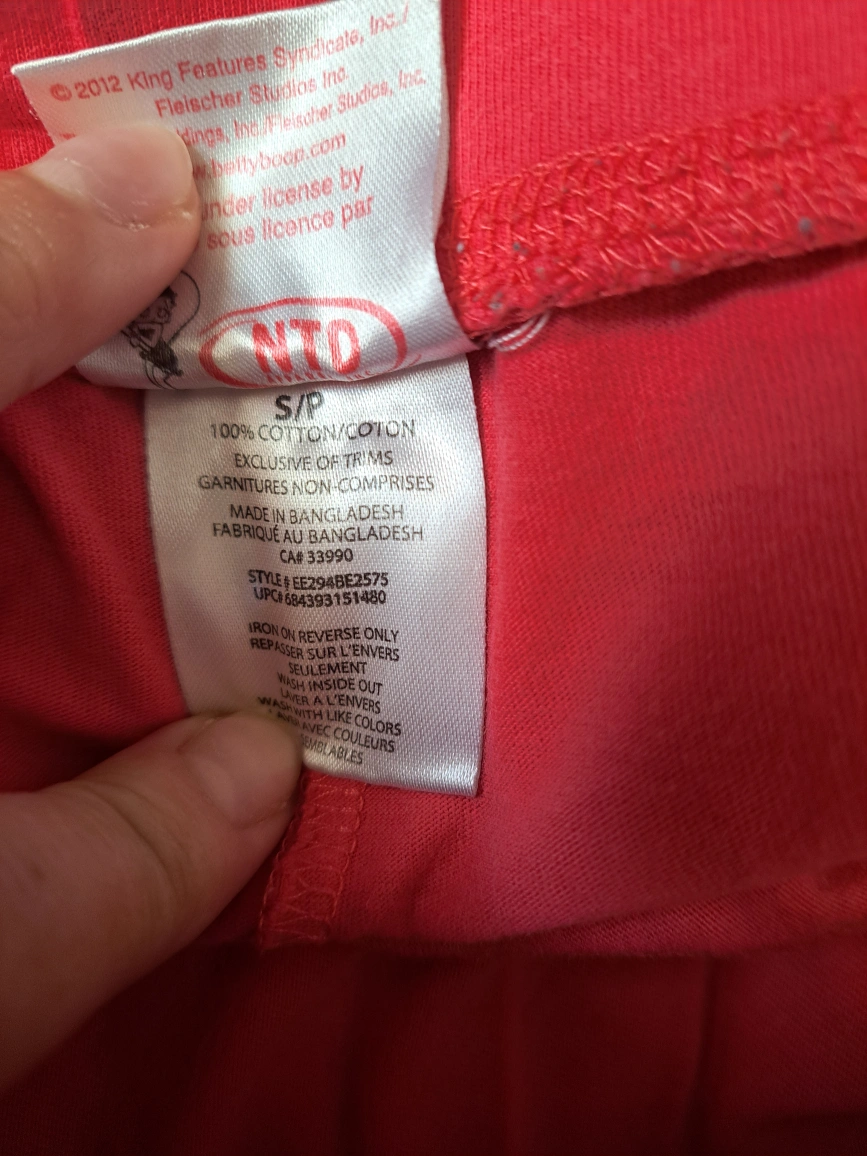 © 2012 King Features Syndicate, Inc./
Fleischer Studios Inc.
Inc./Fleischer Studios, Inc.
bettyboop.com
under license by
sous licence par
NTD
S/P
100% COTTON/COTON
EXCLUSIVE OF TRIMS
GARNITURES NON-COMPRISES
MADE IN BANGLADESH
FABRIQUÉ AU BANGLADESH
CA# 33990
STYLE # EE294BE2575
UPC# 684393151480
IRON ON REVERSE ONLY
REPASSER SUR L'ENVERS
SEULEMENT
WASH INSIDE OUT
LAVER A L'ENVERS
WASH WITH LIKE COLORS
LAVER AVEC COULEURS